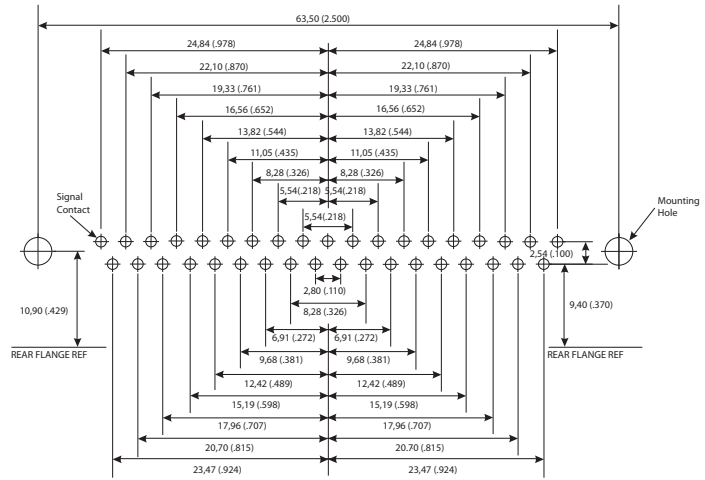 63,50 (2.500)
24,84 (.978) 24,84 (.978)
22,10 (.870) 22,10 (.870)
19,33 (.761) 19,33 (.761)
16,56 (.652) 16,56 (.652)
13,82 (.544) 13,82 (.544)
11,05 (.435) 11,05 (.435)
8,28 (.326) 8,28 (.326)
5,54(.218) 5,54(.218)
5,54(.218)
Signal
Contact
Mounting
Hole
2,54 (.100)
2,80 (.110)
10,90 (.429) 9,40 (.370)
8,28 (.326)
6,91 (.272) 6,91 (.272)
REAR FLANGE REF 9,68 (.381) 9,68 (.381) REAR FLANGE REF
12,42 (.489) 12,42 (.489)
15,19 (.598) 15,19 (.598)
17,96 (.707) 17,96 (.707)
20,70 (.815) 20.70 (.815)
23,47 (.924) 23,47 (.924)